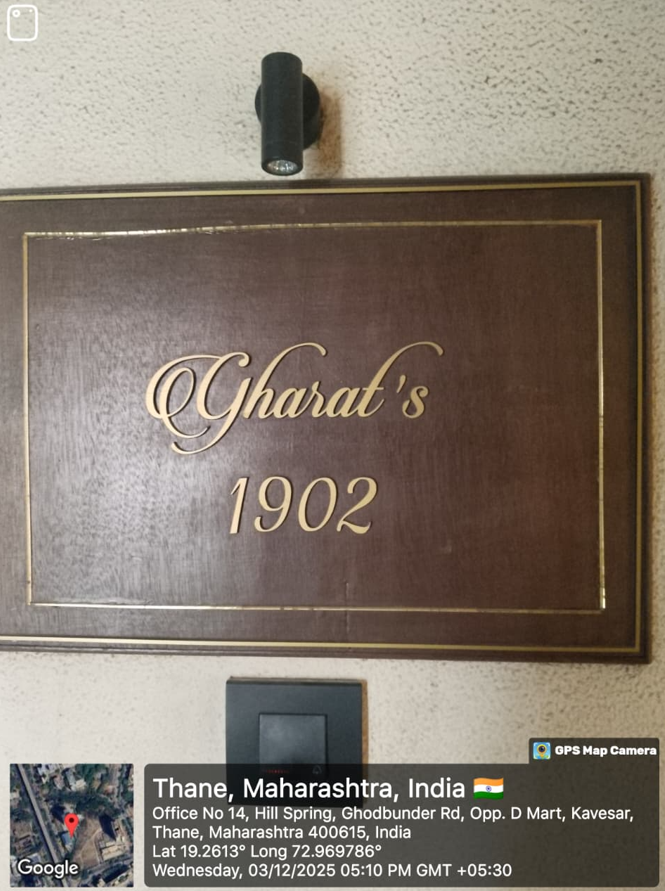 Gharat's
1902
GPS Map Camera
Google
Thane, Maharashtra, India
Office No 14, Hill Spring, Ghodbunder Rd, Opp. D Mart, Kavesar,
Thane, Maharashtra 400615, India
Lat 19.2613° Long 72.969786°
Wednesday, 03/12/2025 05:10 PM GMT +05:30